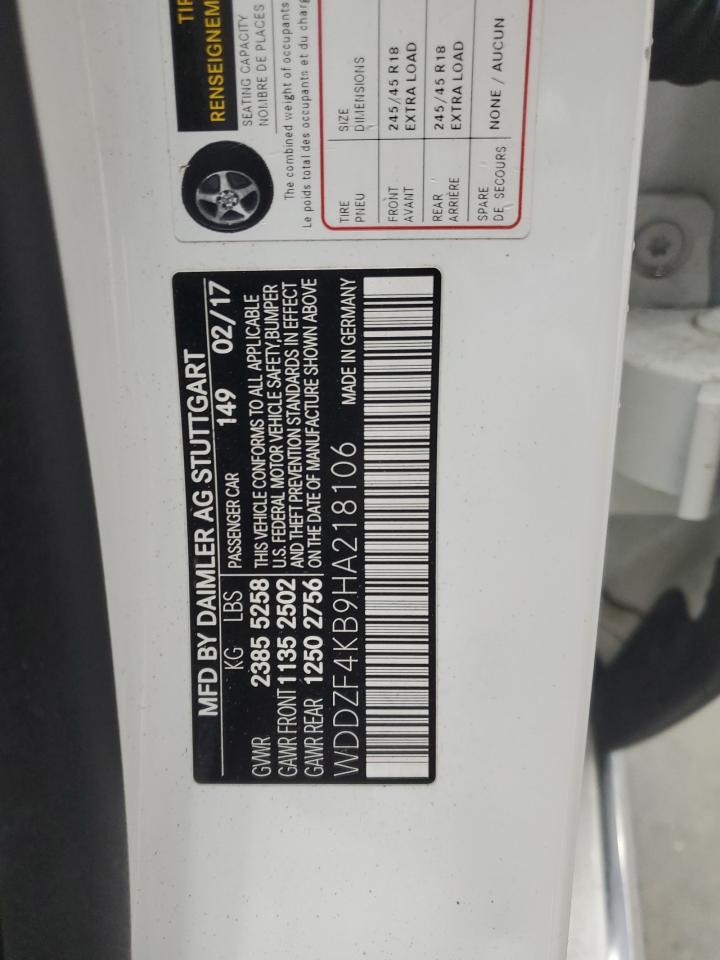 TIR
RENSEIGNEM
SEATING CAPACITY
NOMBRE DE PLACES
The combined weight of occupants
Le poids total des occupants et du charg
TIRE SIZE
PNEU DIMENSIONS
FRONT 245/45 R18
AVANT EXTRA LOAD
REAR 245/45 R18
ARRIÈRE EXTRA LOAD
SPARE NONE / AUCUN
DE SECOURS
MFD BY DAIMLER AG STUTTGART
KG LBS PASSENGER CAR 149 02/17
GVWR 2385 5258 THIS VEHICLE CONFORMS TO ALL APPLICABLE
GAWR FRONT 1135 2502 U.S. FEDERAL MOTOR VEHICLE SAFETY, BUMPER
AND THEFT PREVENTION STANDARDS IN EFFECT
GAWR REAR 1250 2756 ON THE DATE OF MANUFACTURE SHOWN ABOVE
WDDZF4KB9HA218106 MADE IN GERMANY